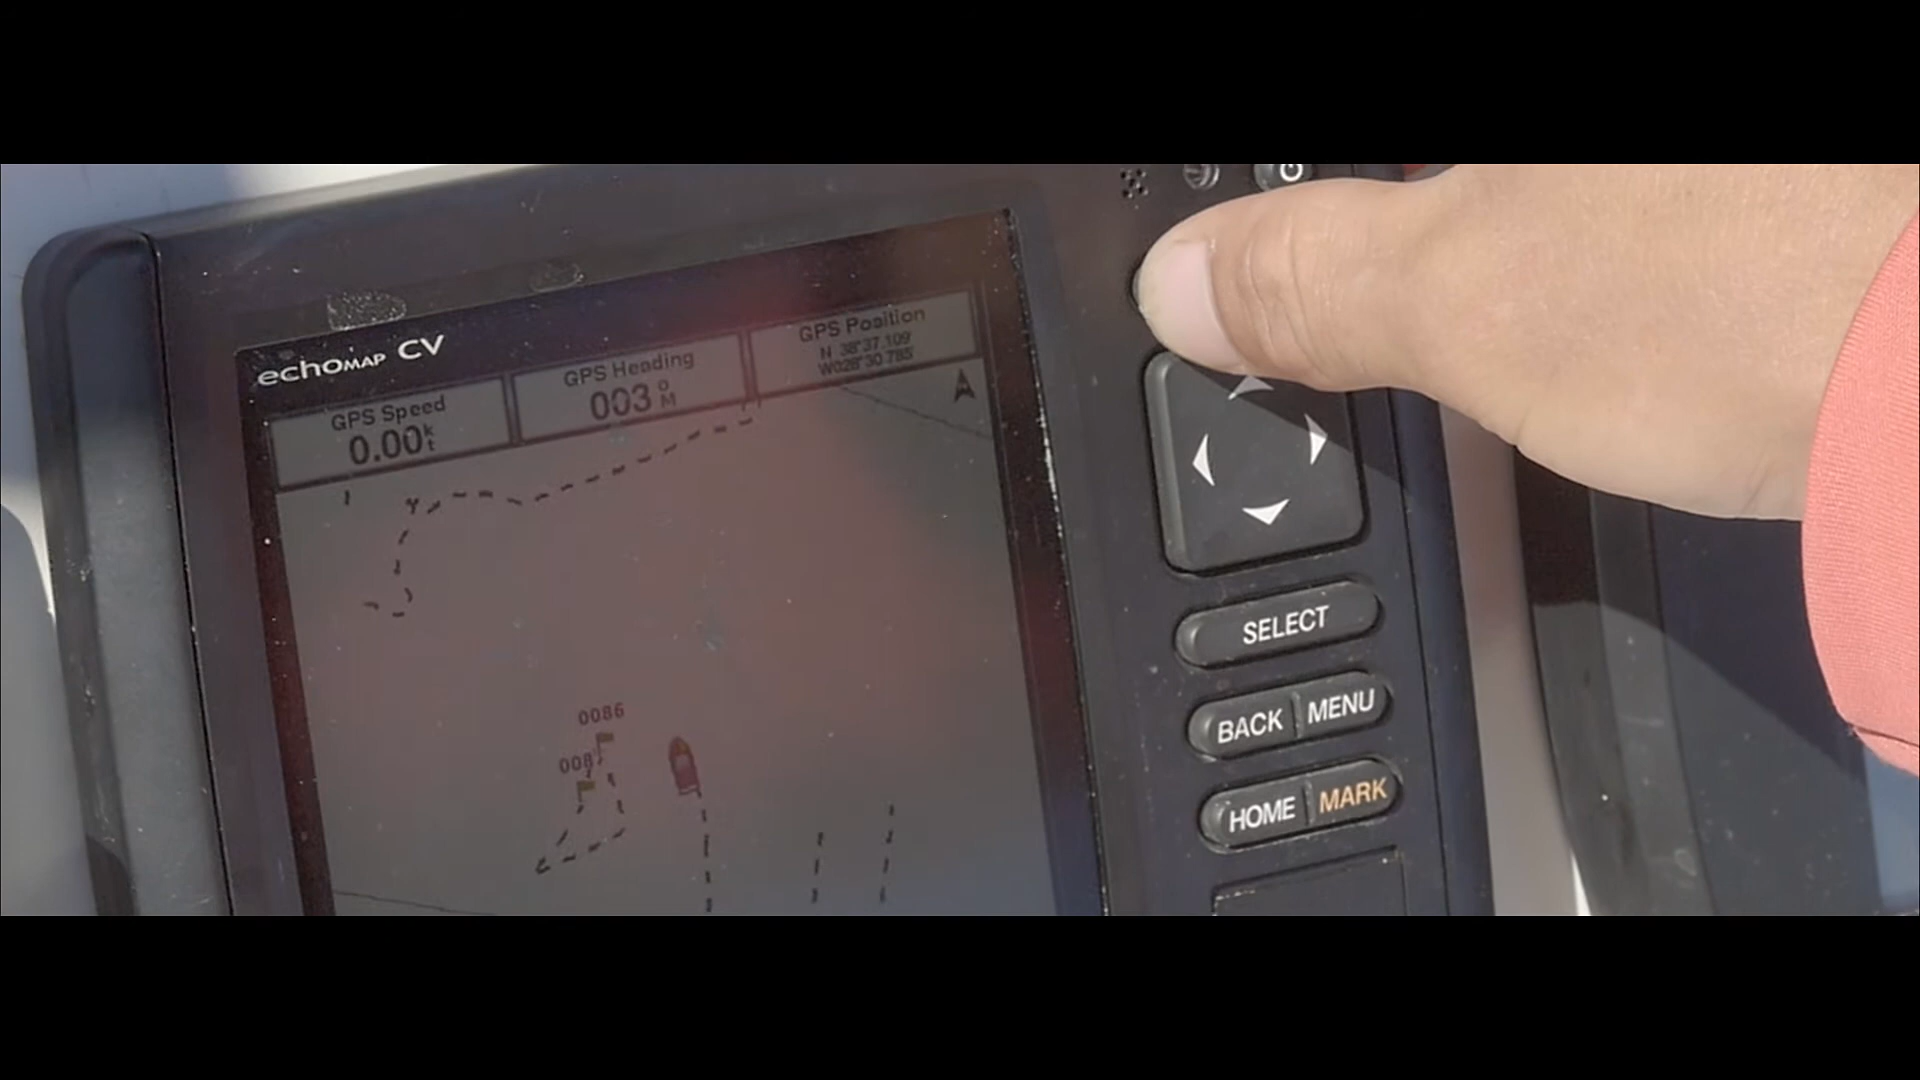 echoMAP CV
GPS Speed
0.00kt
GPS Heading
003°M
GPS Position
N 38°37.109'
W028°30.785'
0086
008
SELECT
BACK MENU
HOME MARK